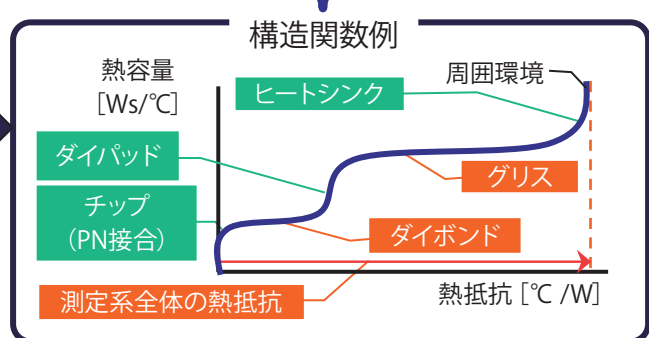 構造関数例
熱容量
[Ws/℃]
周囲環境
ヒートシンク
ダイパッド
グリス
チップ
(PN接合)
ダイボンド
測定系全体の熱抵抗
熱抵抗 [℃ /W]